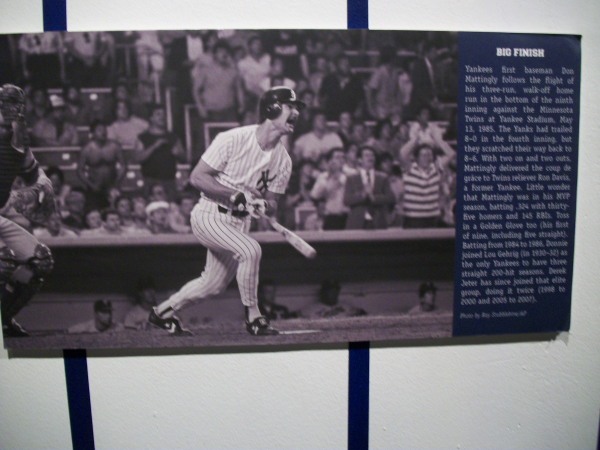 BIG FINISH
Yankees first baseman Don
Mattingly follows the flight of
his three-run, walk-off home
run in the bottom of the ninth
inning against the Minnesota
Twins at Yankee Stadium, May
13, 1985. The Yanks had trailed
8-0 in the fourth inning, but
they scratched their way back to
8-6. With two on and two outs,
Mattingly delivered the coup de
grâce to Twins reliever Ron Davis,
a former Yankee. Little wonder
that Mattingly was in his MVP
season, batting .324 with thirty-
five homers and 145 RBIs. Toss
in a Golden Glove too (his first
of nine, including five straight).
Batting from 1984 to 1986, Donnie
joined Lou Gehrig (in 1930-32) as
the only Yankees to have three
straight 200-hit seasons. Derek
Jeter has since joined that elite
group, doing it twice (1998 to
2000 and 2005 to 2007).
Photo by Ray Stubblebine/AP